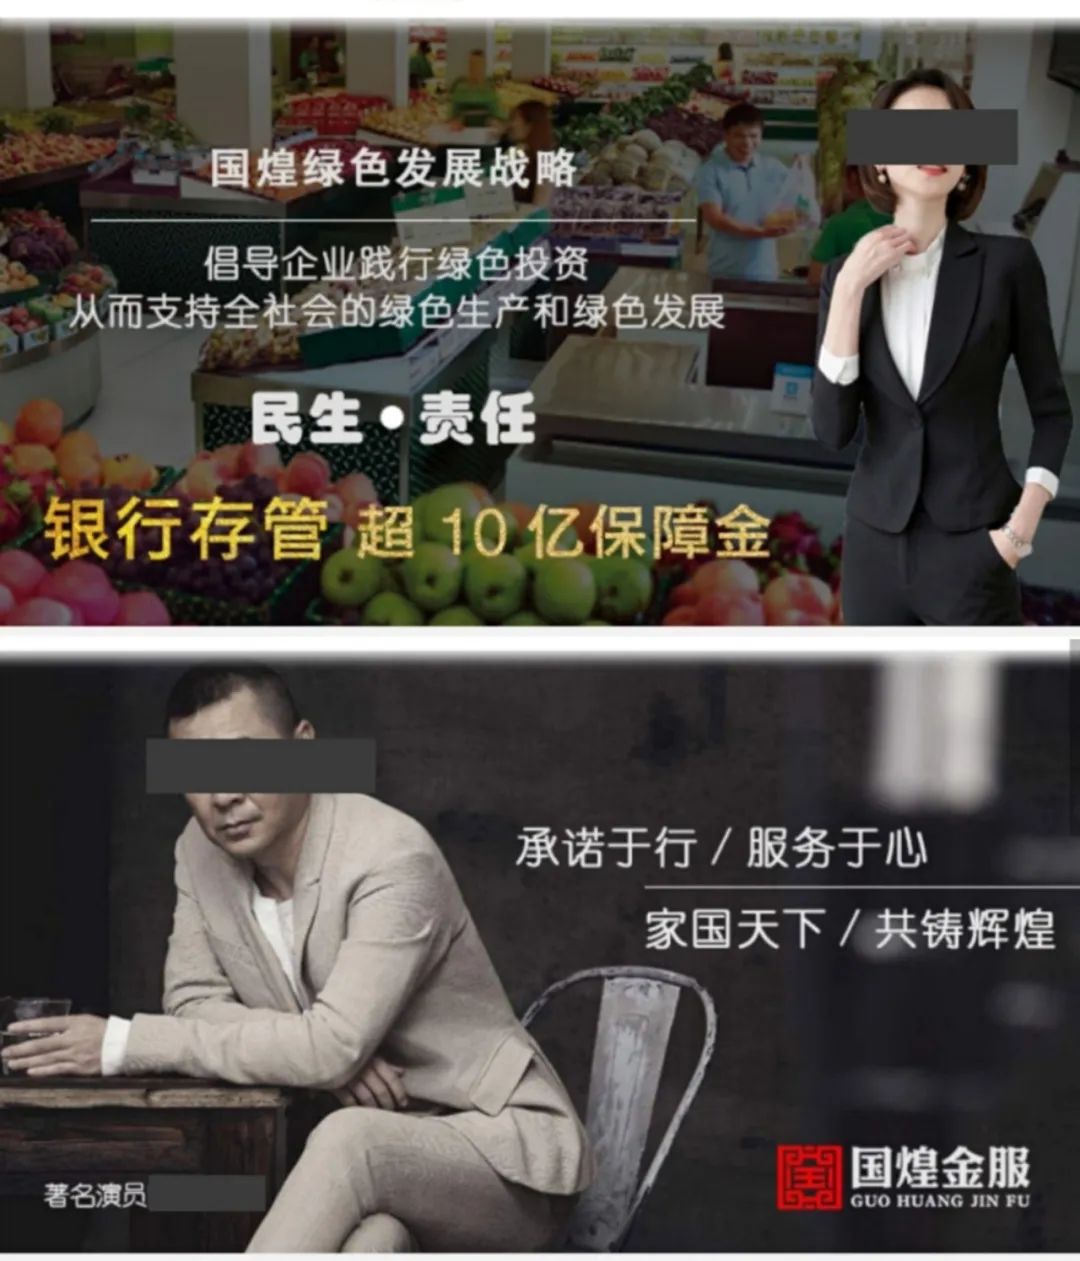 国煌绿色发展战略
倡导企业践行绿色投资
从而支持全社会的绿色生产和绿色发展
民生·责任
银行存管 超 10 亿保障金
承诺于行 / 服务于心
家国天下 / 共铸辉煌
著名演员
国煌金服
GUO HUANG JIN FU